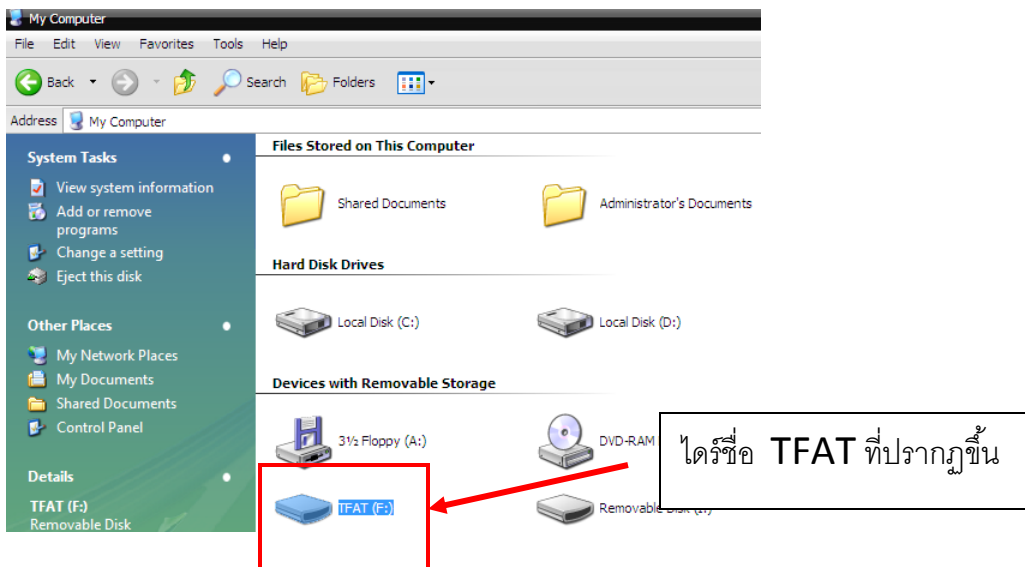 My Computer
File Edit View Favorites Tools Help
Back Search Folders
Address My Computer
System Tasks
View system information
Add or remove
programs
Change a setting
Eject this disk
Other Places
My Network Places
My Documents
Shared Documents
Control Panel
Details
TFAT (F:)
Removable Disk
Files Stored on This Computer
Shared Documents Administrator's Documents
Hard Disk Drives
Local Disk (C:) Local Disk (D:)
Devices with Removable Storage
3½ Floppy (A:) DVD-RAM
TFAT (F:) Removable
ไดร์ชื่อ TFAT ที่ปรากฏขึ้น